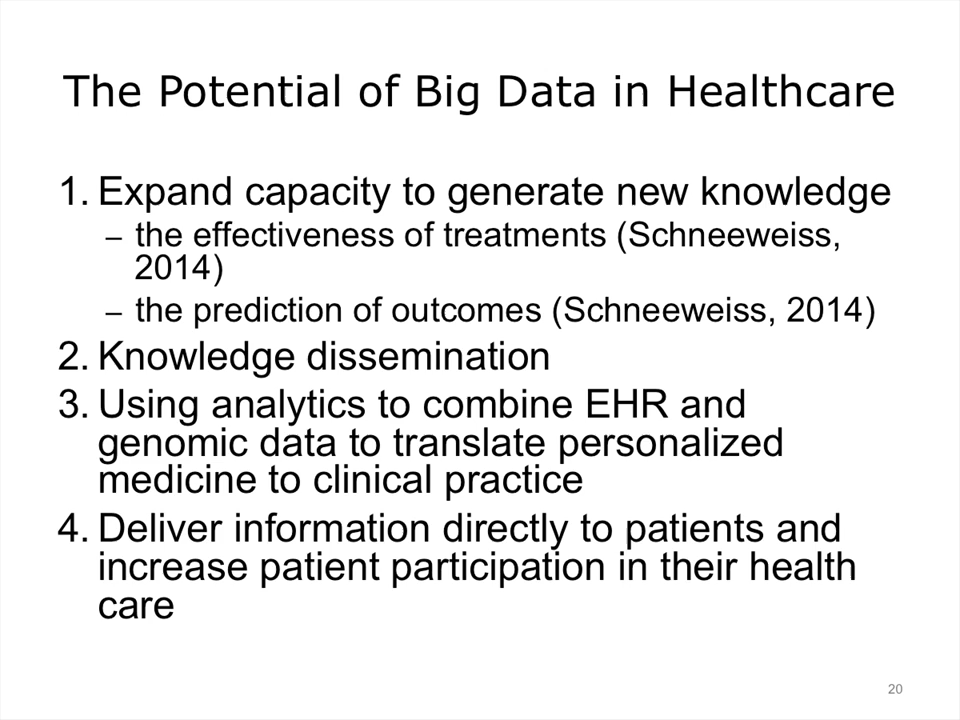 The Potential of Big Data in Healthcare
1. Expand capacity to generate new knowledge
– the effectiveness of treatments (Schneeweiss,
2014)
– the prediction of outcomes (Schneeweiss, 2014)
2. Knowledge dissemination
3. Using analytics to combine EHR and
genomic data to translate personalized
medicine to clinical practice
4. Deliver information directly to patients and
increase patient participation in their health
care
20